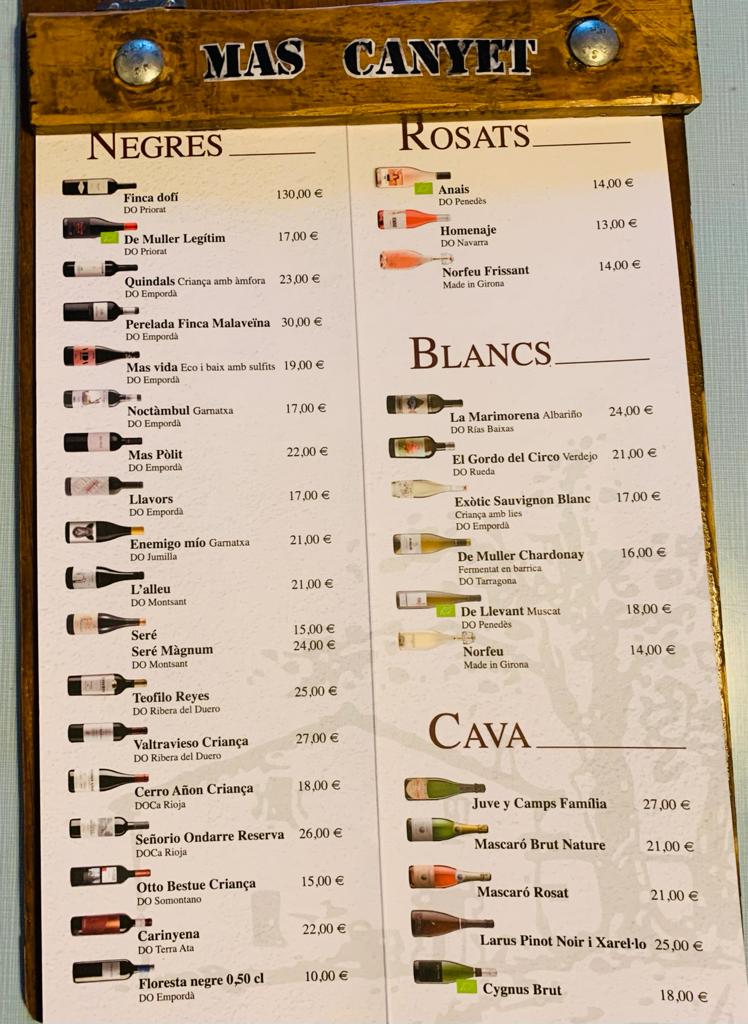 MAS CANYET
NEGRES
Finca dofí 130,00 €
DO Priorat
De Muller Legítim 17,00 €
DO Priorat
Quindals Criança amb àmfora 23,00 €
DO Empordà
Perelada Finca Malaveïna 30,00 €
DO Empordà
Mas vida Eco i baix amb sulfits 19,00 €
DO Empordà
Noctàmbul Garnatxa 17,00 €
DO Empordà
Mas Pòlit 22,00 €
DO Empordà
Llavors 17,00 €
DO Empordà
Enemigo mío Garnatxa 21,00 €
DO Jumilla
L'alleu 21,00 €
DO Montsant
Seré 15,00 €
Seré Màgnum 24,00 €
DO Montsant
Teofilo Reyes 25,00 €
DO Ribera del Duero
Valtravieso Criança 27,00 €
DO Ribera del Duero
Cerro Añon Criança 18,00 €
DOCa Rioja
Señorio Ondarre Reserva 26,00 €
DOCa Rioja
Otto Bestue Criança 15,00 €
DO Somontano
Carinyena 22,00 €
DO Terra Ata
Floresta negre 0,50 cl 10,00 €
DO Empordà
ROSATS
Anais 14,00 €
DO Penedès
Homenaje 13,00 €
DO Navarra
Norfeu Frissant 14,00 €
Made in Girona
BLANCS
La Marimorena Albariño 24,00 €
DO Rías Baixas
El Gordo del Circo Verdejo 21,00 €
DO Rueda
Exòtic Sauvignon Blanc 17,00 €
Criança amb lies
DO Empordà
De Muller Chardonnay 16,00 €
Fermentat en barrica
DO Tarragona
De Llevant Muscat 18,00 €
DO Penedès
Norfeu 14,00 €
Made in Girona
CAVA
Juve y Camps Família 27,00 €
Mascaró Brut Nature 21,00 €
Mascaró Rosat 21,00 €
Larus Pinot Noir i Xarel·lo 25,00 €
Cygnus Brut 18,00 €